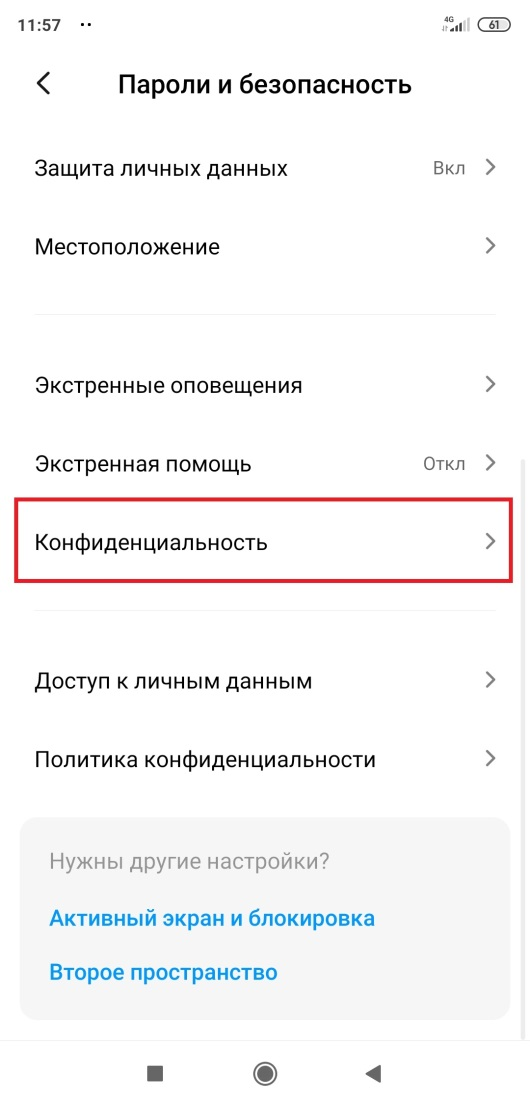 11:57 ·· 4G 61
Пароли и безопасность
Защита личных данных Вкл
Местоположение
Экстренные оповещения
Экстренная помощь Откл
Конфиденциальность
Доступ к личным данным
Политика конфиденциальности
Нужны другие настройки?
Активный экран и блокировка
Второе пространство